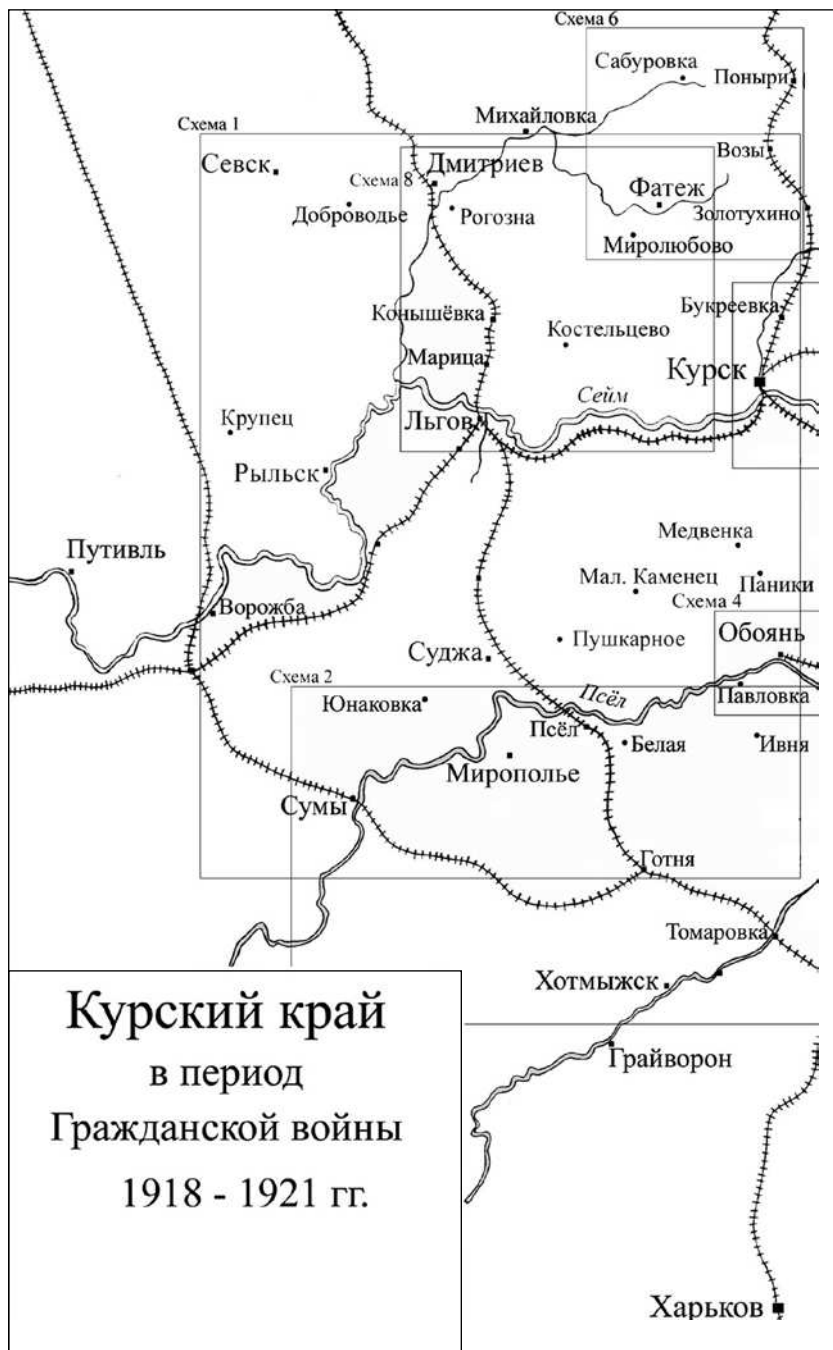 Схема 6
Сабуровка
Поныри
Михайловка
Схема 1
Возы
Севск
Дмитриев
Схема 8
Фатеж
Доброводье
Рогозна
Золотухино
Миролюбово
Конышёвка
Букреевка
Костельцево
Марица
Курск
Сейм
Крупец
Льгов
Рыльск
Медвенка
Путивль
Паники
Мал. Каменец
Ворожба
Схема 4
Пушкарное
Обоянь
Суджа
Схема 2
Псёл
Павловка
Юнаковка
Псёл
Белая
Ивня
Мирополье
Сумы
Готня
Томаровка
Хотмыжск
Грайворон
Курский край
в период
Гражданской войны
1918 - 1921 гг.
Харьков